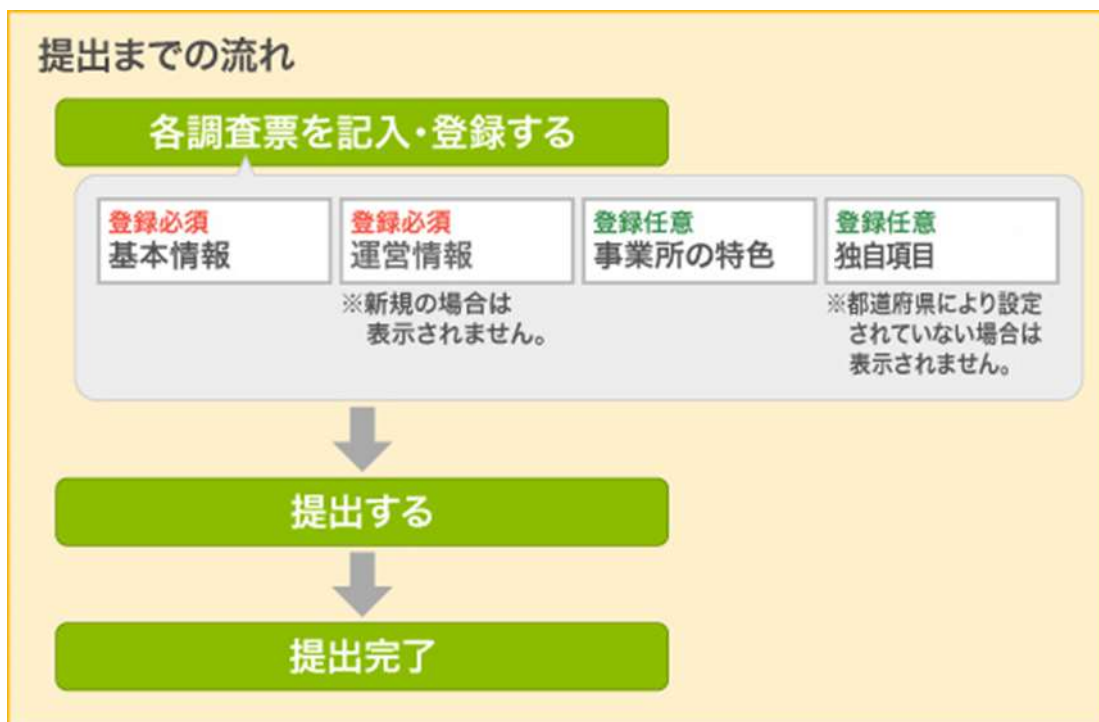 提出までの流れ
各調査票を記入・登録する
登録必須
基本情報
登録必須
運営情報
※新規の場合は
表示されません。
登録任意
事業所の特色
登録任意
独自項目
※都道府県により設定
されていない場合は
表示されません。
提出する
提出完了